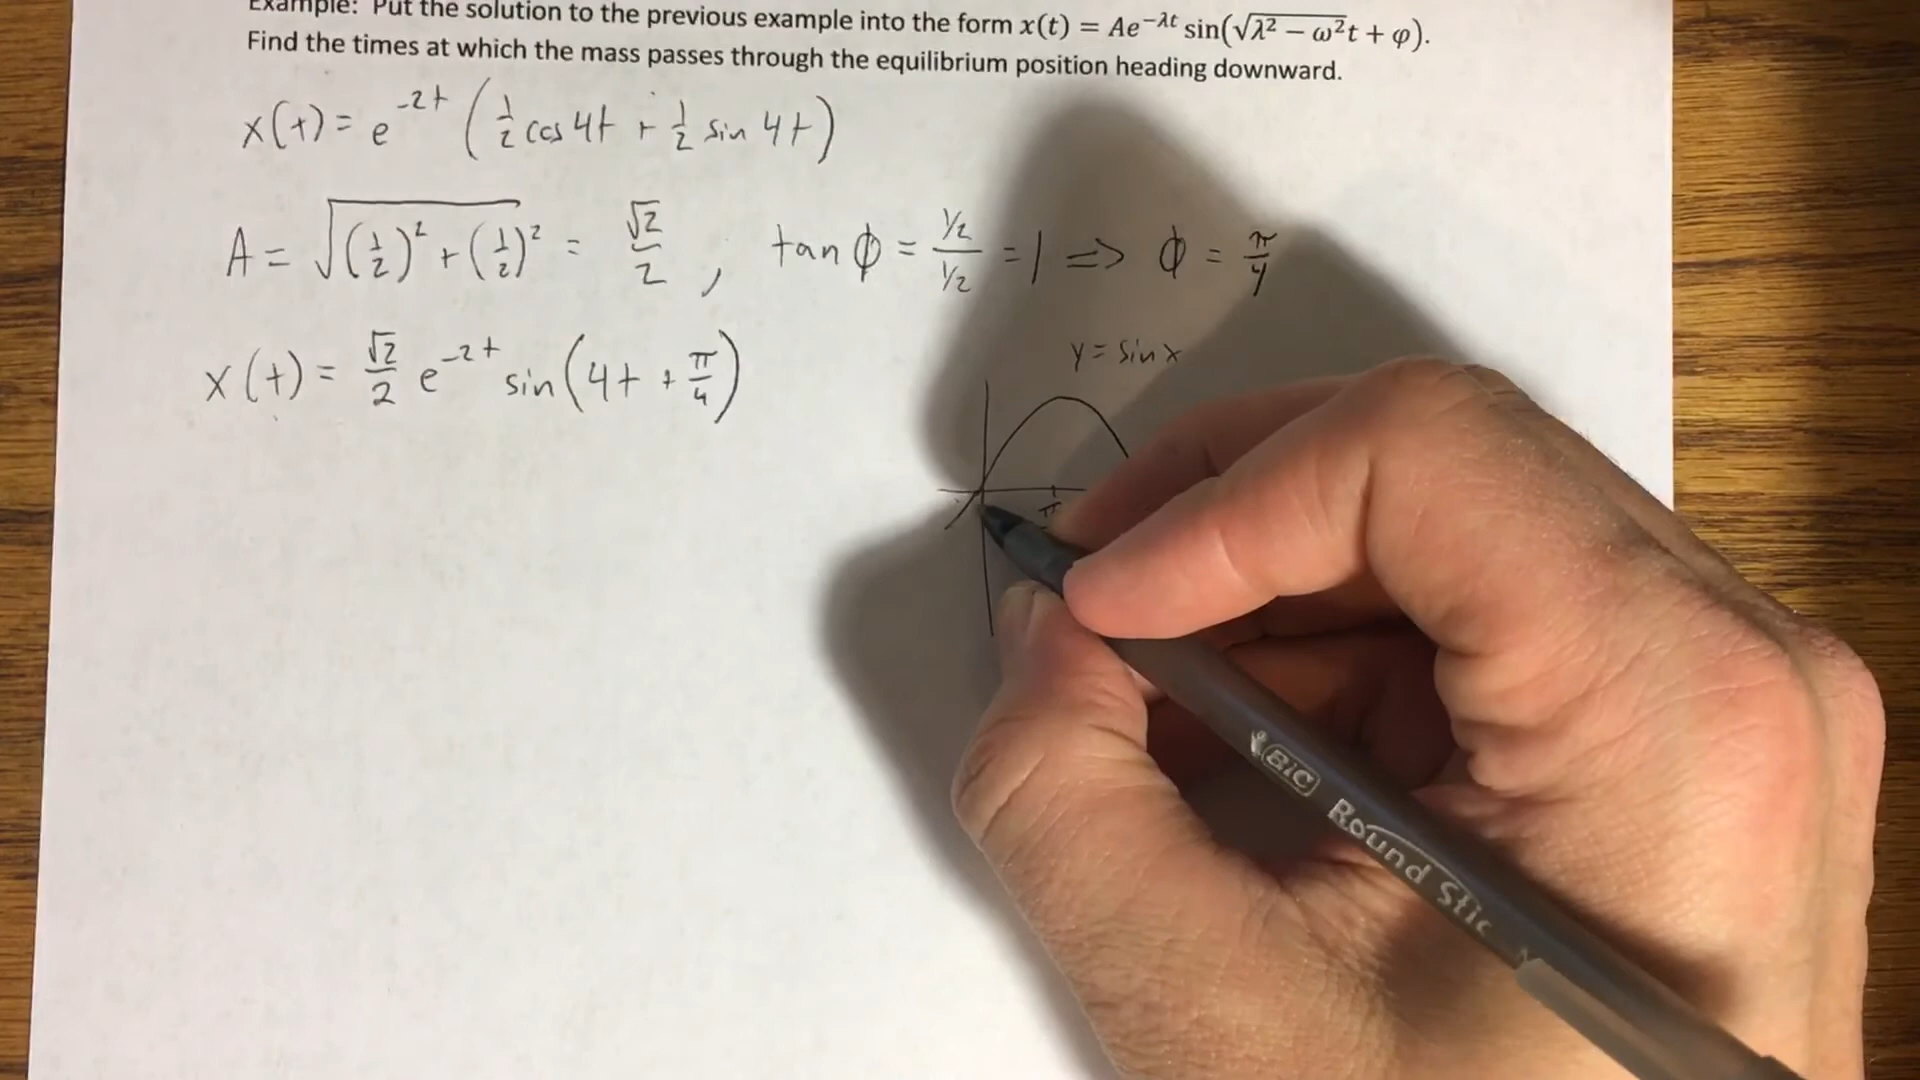 Example: Put the solution to the previous example into the form x(t) = Ae^{-λt} sin(√(λ² − ω²)t + φ).
Find the times at which the mass passes through the equilibrium position heading downward.
x(t) = e^{-2t} (1/2 cos 4t + 1/2 sin 4t)
A = √((1/2)² + (1/2)²) = √2/2 , tan ϕ = (1/2)/(1/2) = 1 => ϕ = π/4
x(t) = √2/2 e^{-2t} sin(4t + π/4)
y = sin x
π
BIC Round Stic